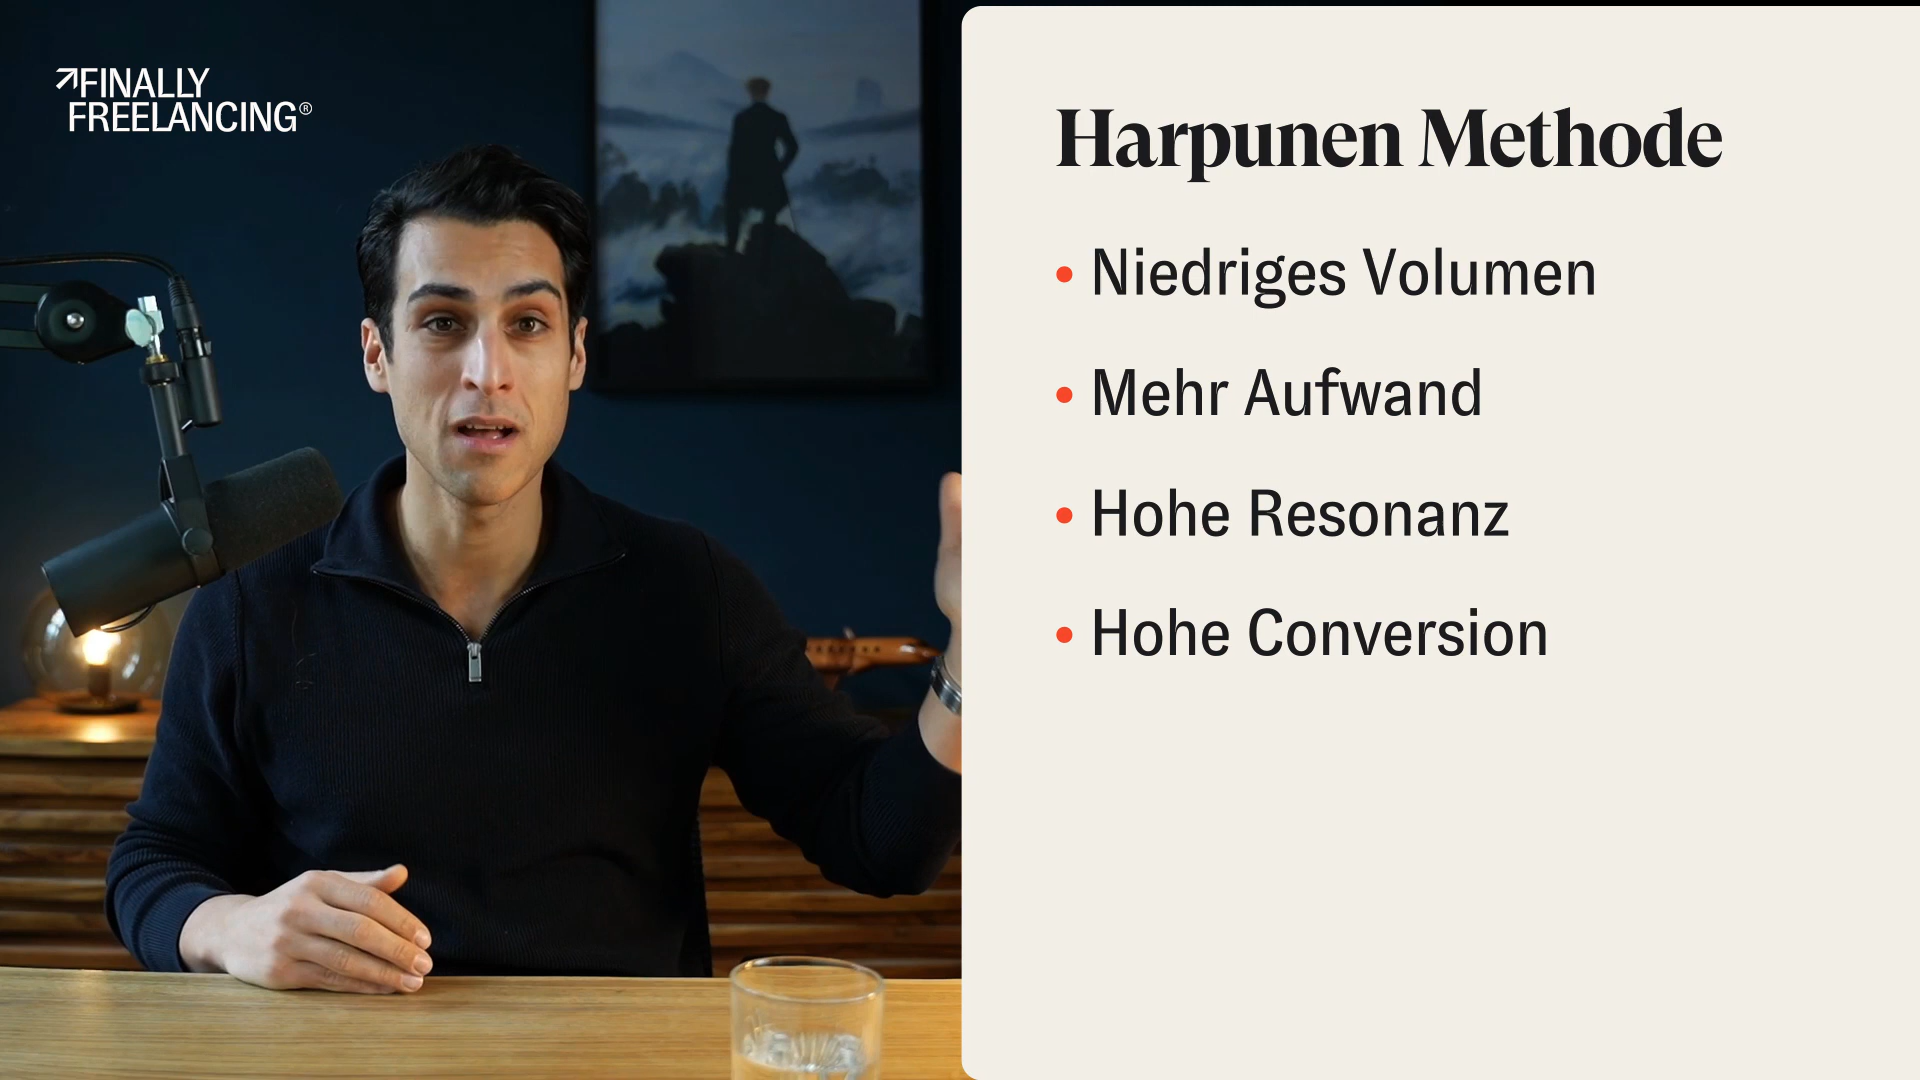 FINALLY
FREELANCING®
Harpunen Methode
• Niedriges Volumen
• Mehr Aufwand
• Hohe Resonanz
• Hohe Conversion